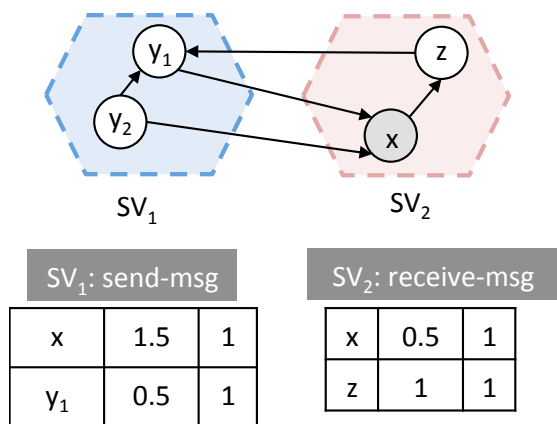 y₁
z
y₂
x
SV₁
SV₂
SV₁: send-msg
SV₂: receive-msg
x 1.5 1
y₁ 0.5 1
x 0.5 1
z 1 1